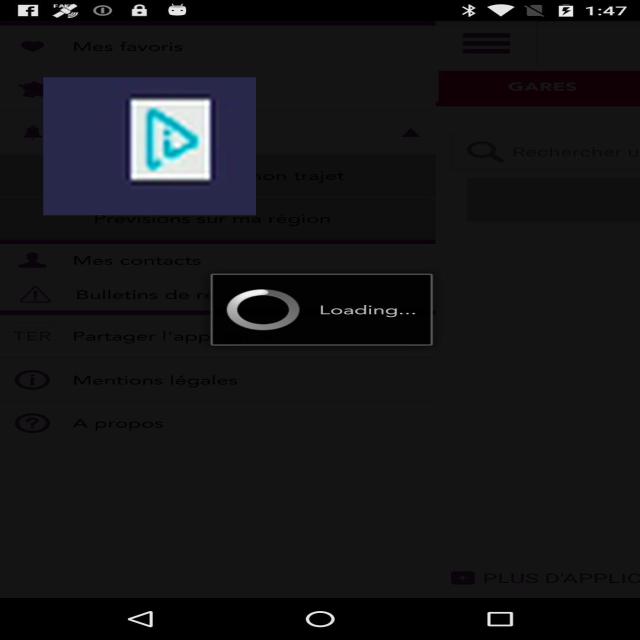 1:47
Mes favoris
GARES
Rechercher u
mon trajet
Prévisions sur ma région
Mes contacts
Bulletins de r
Loading...
TER Partager l'app
Mentions légales
A propos
PLUS D'APPLIC